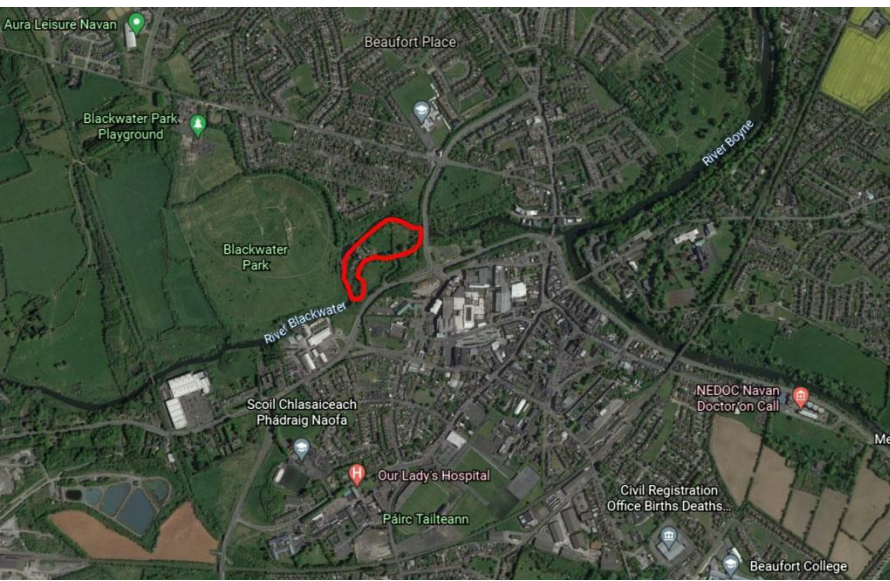 Aura Leisure Navan
Beaufort Place
Blackwater Park
Playground
River Boyne
Blackwater
Park
River Blackwater
NEDOC Navan
Doctor on Call
Scoil Chlasaiceach
Phádraig Naofa
Me
H
Our Lady's Hospital
Civil Registration
Office Births Deaths...
Páirc Tailteann
Beaufort College